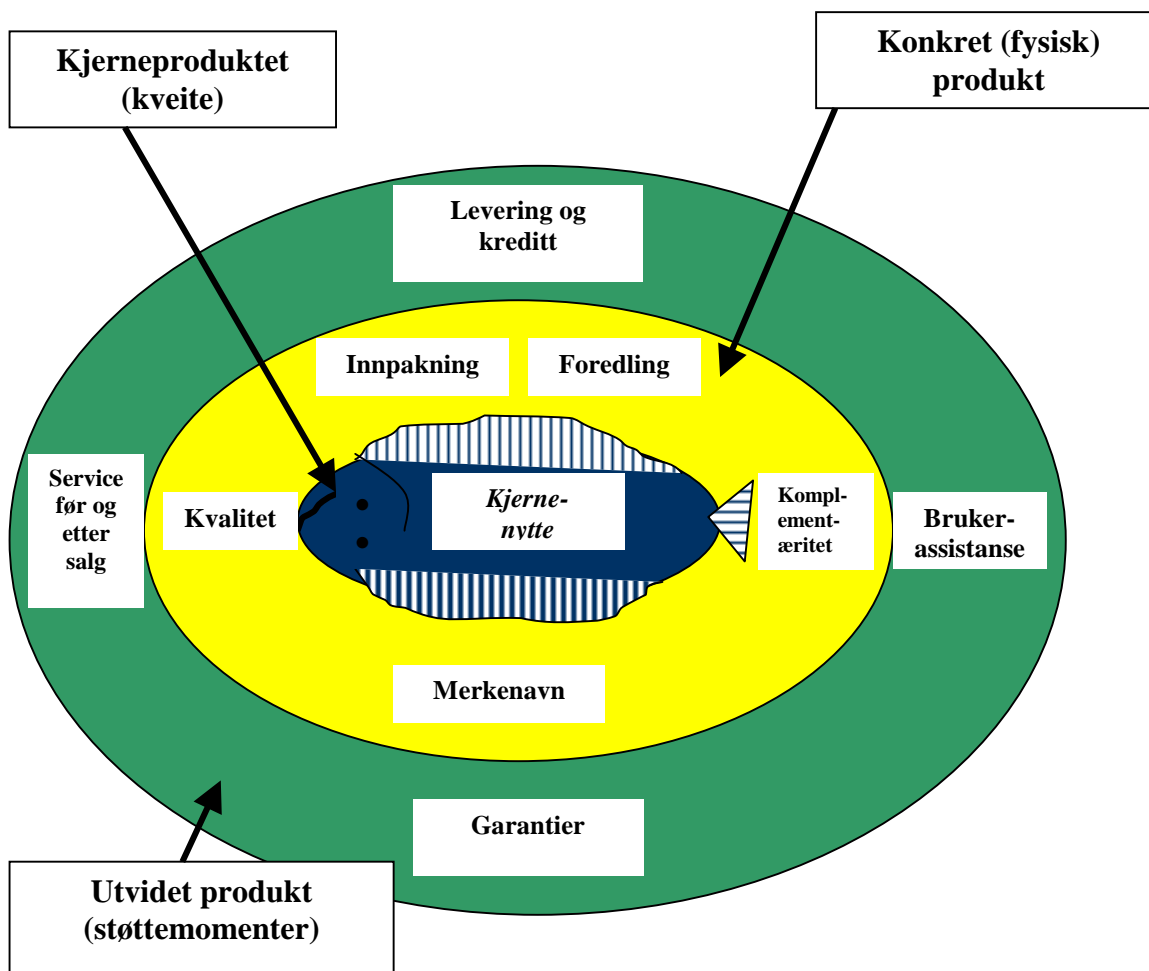 Kjerneproduktet
(kveite)
Konkret (fysisk)
produkt
Levering og
kreditt
Innpakning
Foredling
Service
før og
etter
salg
Kvalitet
Kjerne-
nytte
Kompl-
ement-
æritet
Bruker-
assistanse
Merkenavn
Garantier
Utvidet produkt
(støttemomenter)